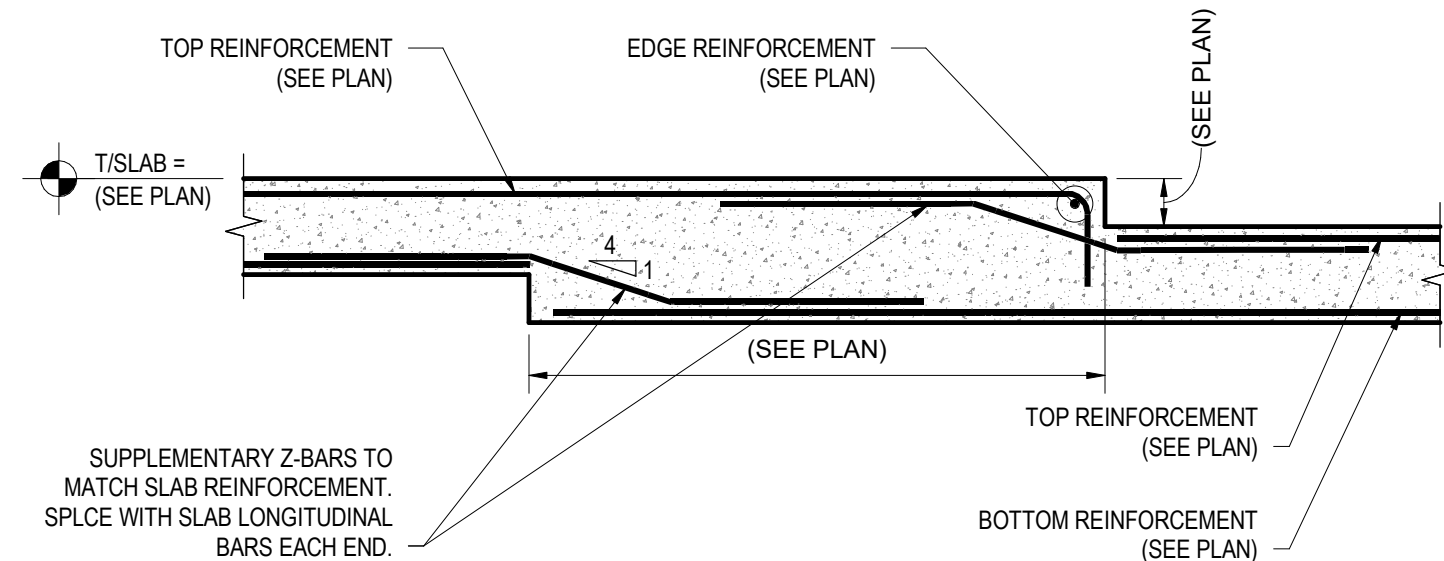 TOP REINFORCEMENT
(SEE PLAN)
EDGE REINFORCEMENT
(SEE PLAN)
(SEE PLAN)
T/SLAB =
(SEE PLAN)
4
1
(SEE PLAN)
TOP REINFORCEMENT
(SEE PLAN)
SUPPLEMENTARY Z-BARS TO
MATCH SLAB REINFORCEMENT.
SPLCE WITH SLAB LONGITUDINAL
BARS EACH END.
BOTTOM REINFORCEMENT
(SEE PLAN)